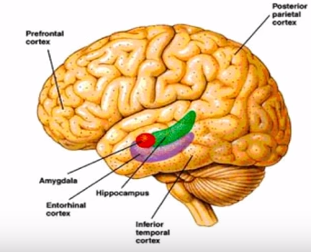 Posterior
parietal
cortex
Prefrontal
cortex
Amygdala
Hippocampus
Entorhinal
cortex
Inferior
temporal
cortex